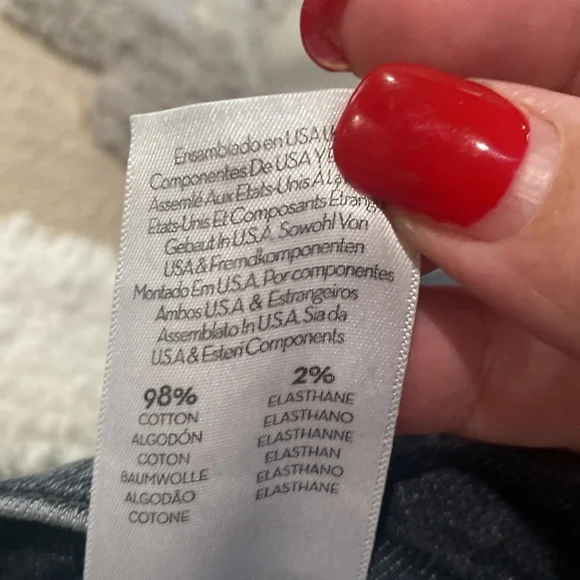 Ensamblado en USA
Componentes De USA Y
Assemlé Aux Etats-Unis A
Etats-Unis Et Composants Étrang
Gebaut In U.S.A. Sowohl Von
USA & Fremdkomponenten
Montado Em U.S.A. Por componentes
Ambos U.S.A. & Estrangeiros
Assemblato In U.S.A. Sia da
U.S.A & Esteri Components
98%
COTTON
ALGODÓN
COTON
BAUMWOLLE
ALGODÃO
COTONE
2%
ELASTHANE
ELASTHANO
ELASTHANNE
ELASTHAN
ELASTHANO
ELASTHANE